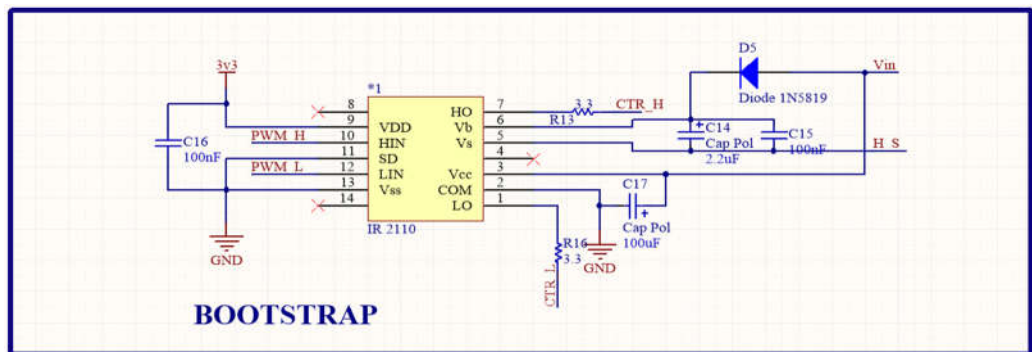 D5
Vin
Diode 1N5819
3v3
*1
8
9 VDD
PWM_H 10 HIN
11 SD
PWM_L 12 LIN
13 Vss
14
HO 7 3.3 CTR_H
R13
Vb 6
Vs 5
4
Vcc 3
COM 2
LO 1
IR 2110
C16
100nF
C14
Cap Pol
2.2uF
C15
100nF
H_S
C17
Cap Pol
100uF
R16
3.3
CTR_L
GND
GND
BOOTSTRAP